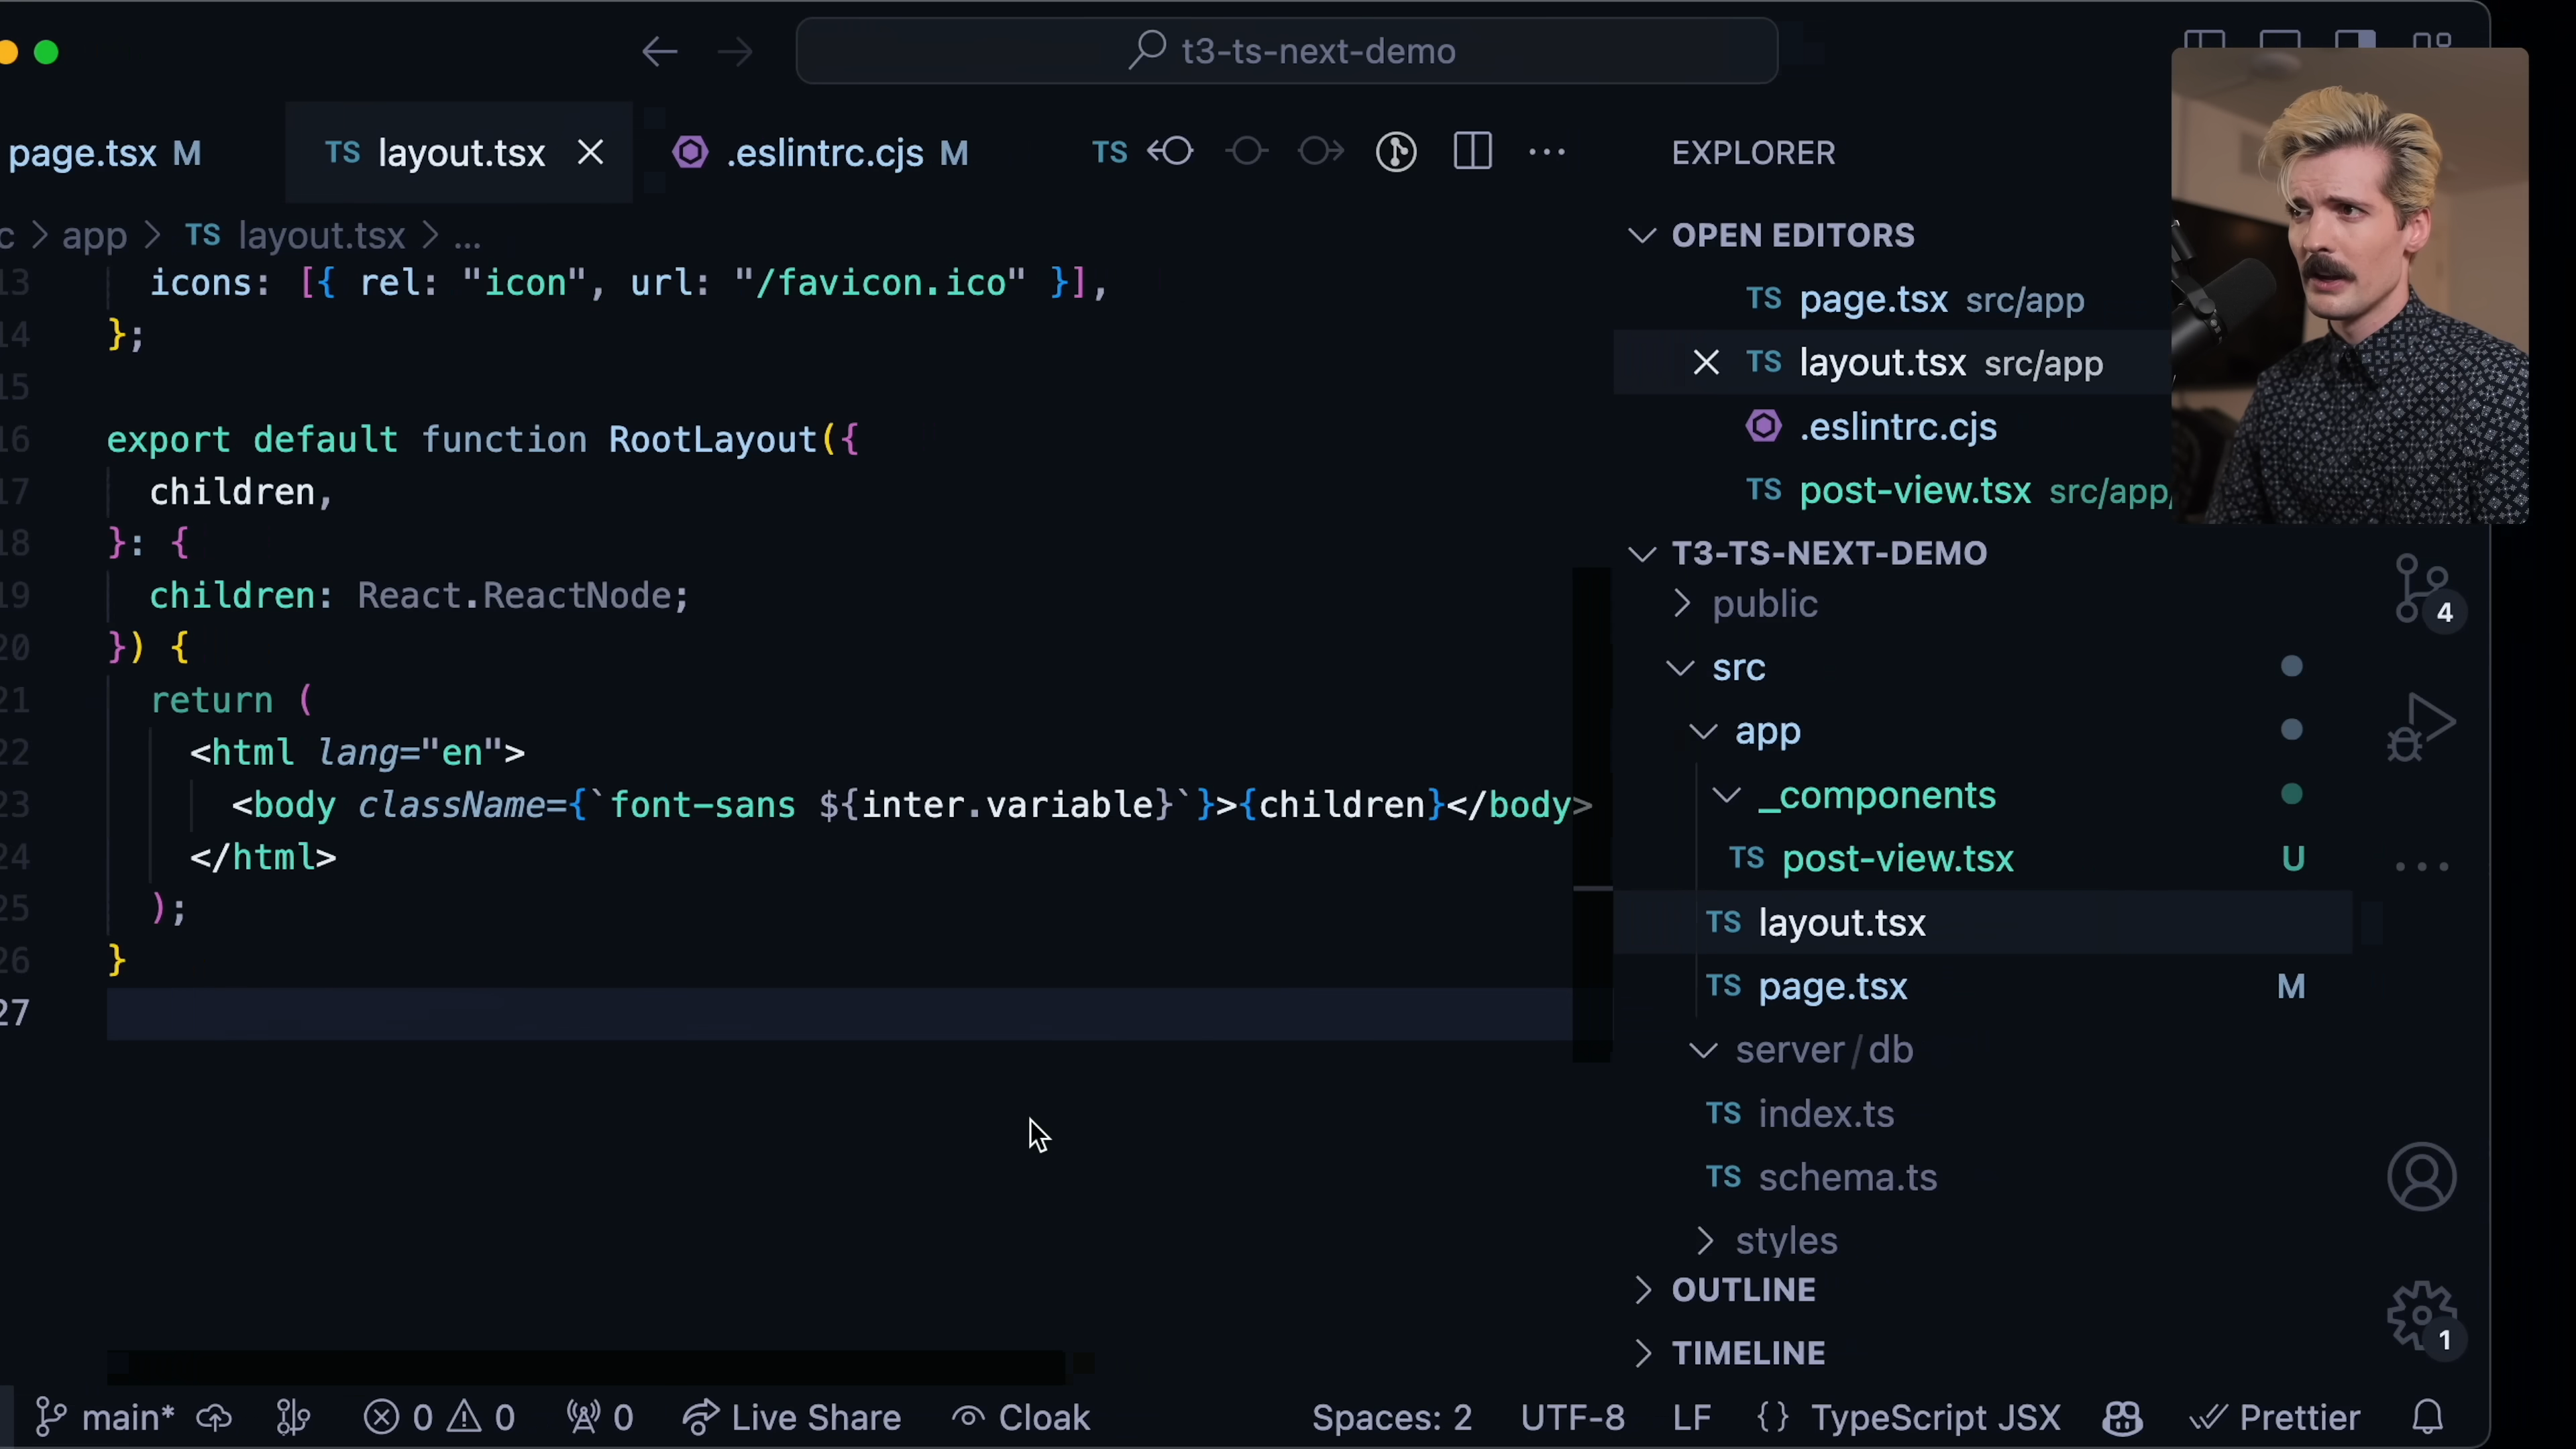 t3-ts-next-demo
page.tsx M
TS layout.tsx
.eslintrc.cjs M
TS
EXPLORER
c > app > TS layout.tsx > ...
13 icons: [{ rel: "icon", url: "/favicon.ico" }],
14 };
15
16 export default function RootLayout({
17 children,
18 }: {
19 children: React.ReactNode;
20 }) {
21 return (
22 <html lang="en">
23 <body className={`font-sans ${inter.variable}`}>{children}</body>
24 </html>
25 );
26 }
27
OPEN EDITORS
TS page.tsx src/app
TS layout.tsx src/app
.eslintrc.cjs
TS post-view.tsx src/app/
T3-TS-NEXT-DEMO
public
src
app
_components
TS post-view.tsx U
TS layout.tsx
TS page.tsx M
server/db
TS index.ts
TS schema.ts
styles
OUTLINE
TIMELINE
4
1
main* 0 0 0 Live Share Cloak Spaces: 2 UTF-8 LF {} TypeScript JSX Prettier